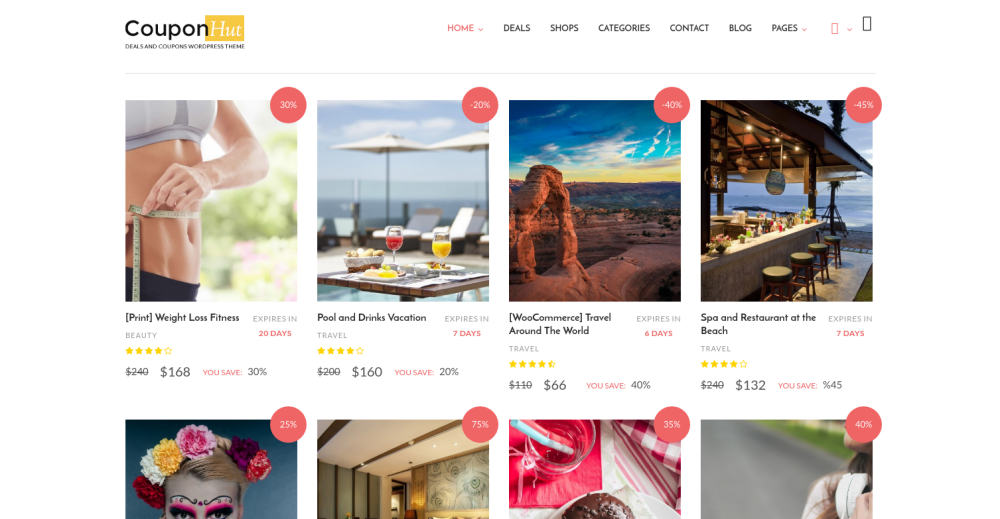 CouponHut
DEALS AND COUPONS WORDPRESS THEME
HOME DEALS SHOPS CATEGORIES CONTACT BLOG PAGES
30% -20% -40% -45%
[Print] Weight Loss Fitness
EXPIRES IN
20 DAYS
BEAUTY
$240 $168 YOU SAVE: 30%
Pool and Drinks Vacation
EXPIRES IN
7 DAYS
TRAVEL
$200 $160 YOU SAVE: 20%
[WooCommerce] Travel
Around The World
EXPIRES IN
6 DAYS
TRAVEL
$110 $66 YOU SAVE: 40%
Spa and Restaurant at the
Beach
EXPIRES IN
7 DAYS
TRAVEL
$240 $132 YOU SAVE: %45
25% 75% 35% 40%